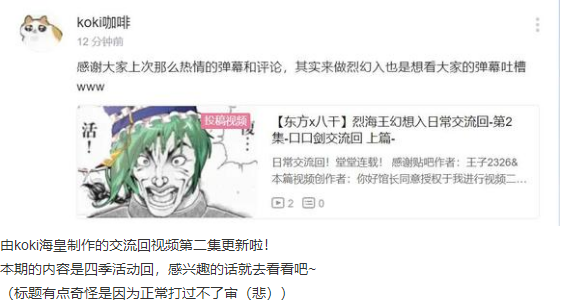 koki咖啡
12 分钟前
感谢大家上次那么热情的弹幕和评论，其实来做烈幻入也是想看大家的弹幕吐槽
www
投稿视频
活！
【东方x八千】烈海王幻想入日常交流回-第2
集-口口剑交流回 上篇-
日常交流回！堂堂连载！ 感谢贴吧作者：王子2326&
本篇视频创作者：你好馆长同意授权于我进行视频二...
2 0
由koki海皇制作的交流回视频第二集更新啦！
本期的内容是四季活动回，感兴趣的话就去看看吧~
（标题有点奇怪是因为正常打过不了审（悲））